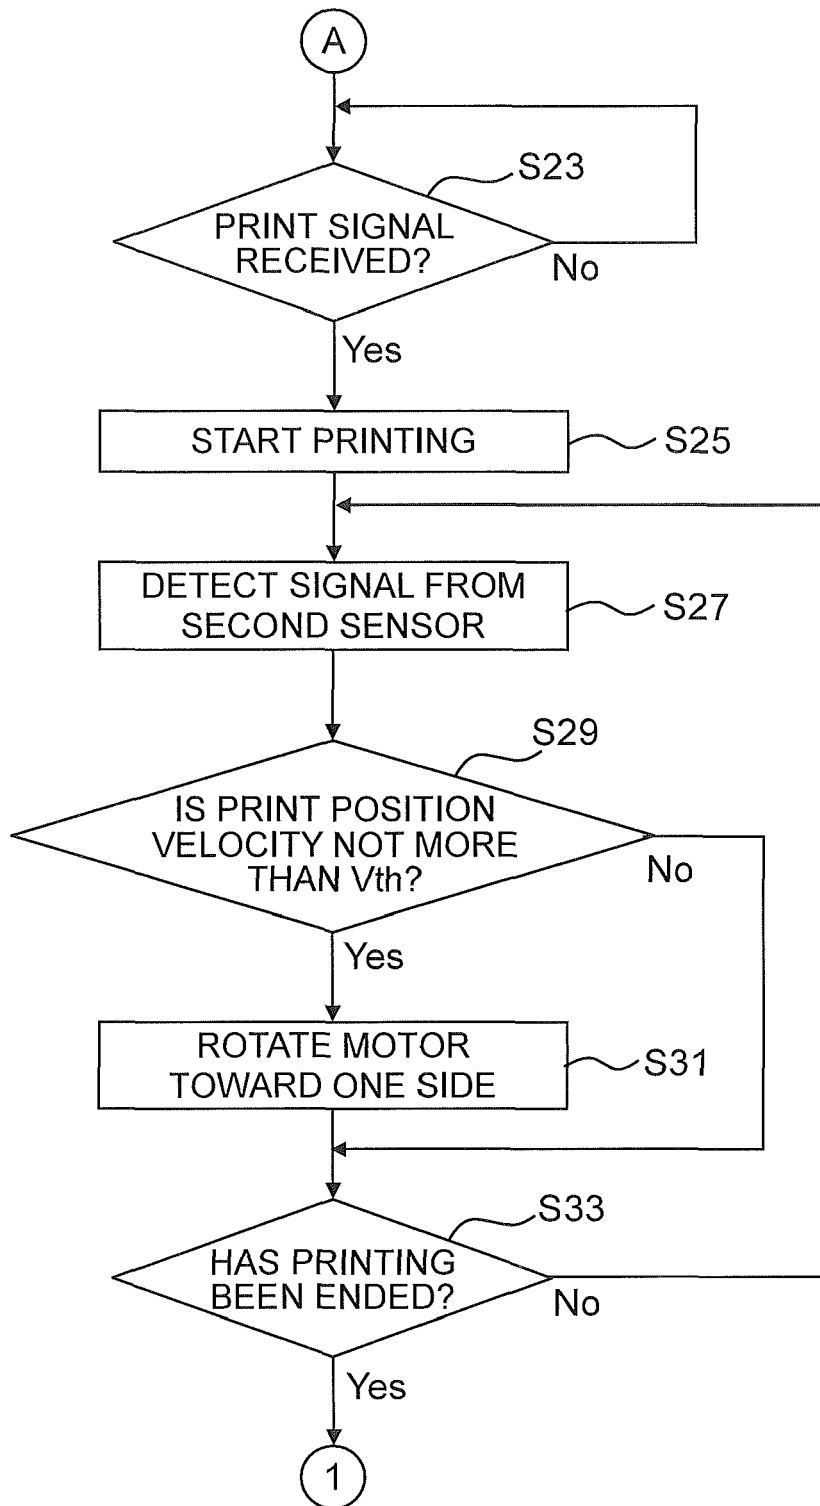 A
S23
PRINT SIGNAL
RECEIVED?
No
Yes
START PRINTING
S25
DETECT SIGNAL FROM
SECOND SENSOR
S27
S29
IS PRINT POSITION
VELOCITY NOT MORE
THAN Vth?
No
Yes
ROTATE MOTOR
TOWARD ONE SIDE
S31
S33
HAS PRINTING
BEEN ENDED?
No
Yes
1